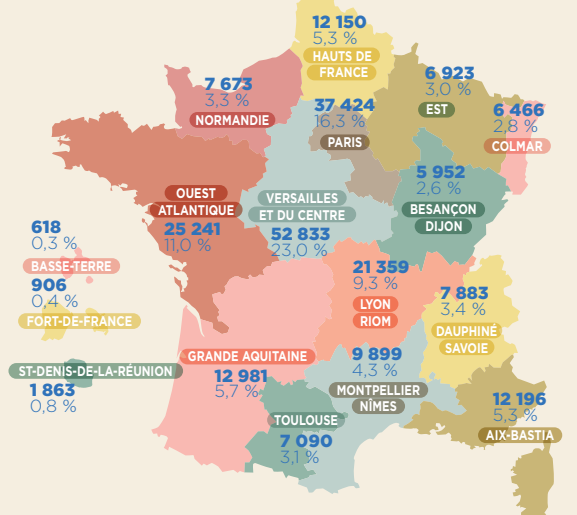 12 150
5,3 %
HAUTS DE
FRANCE
7 673
3,3 %
NORMANDIE
37 424
16,3 %
PARIS
6 923
3,0 %
EST
6 466
2,8 %
COLMAR
5 952
2,6 %
BESANÇON
DIJON
OUEST
ATLANTIQUE
25 241
11,0 %
VERSAILLES
ET DU CENTRE
52 833
23,0 %
618
0,3 %
BASSE-TERRE
906
0,4 %
FORT-DE-FRANCE
ST-DENIS-DE-LA-RÉUNION
1 863
0,8 %
21 359
9,3 %
LYON
RIOM
7 883
3,4 %
DAUPHINÉ
SAVOIE
GRANDE AQUITAINE
12 981
5,7 %
9 899
4,3 %
MONTPELLIER
NÎMES
TOULOUSE
7 090
3,1 %
12 196
5,3 %
AIX-BASTIA